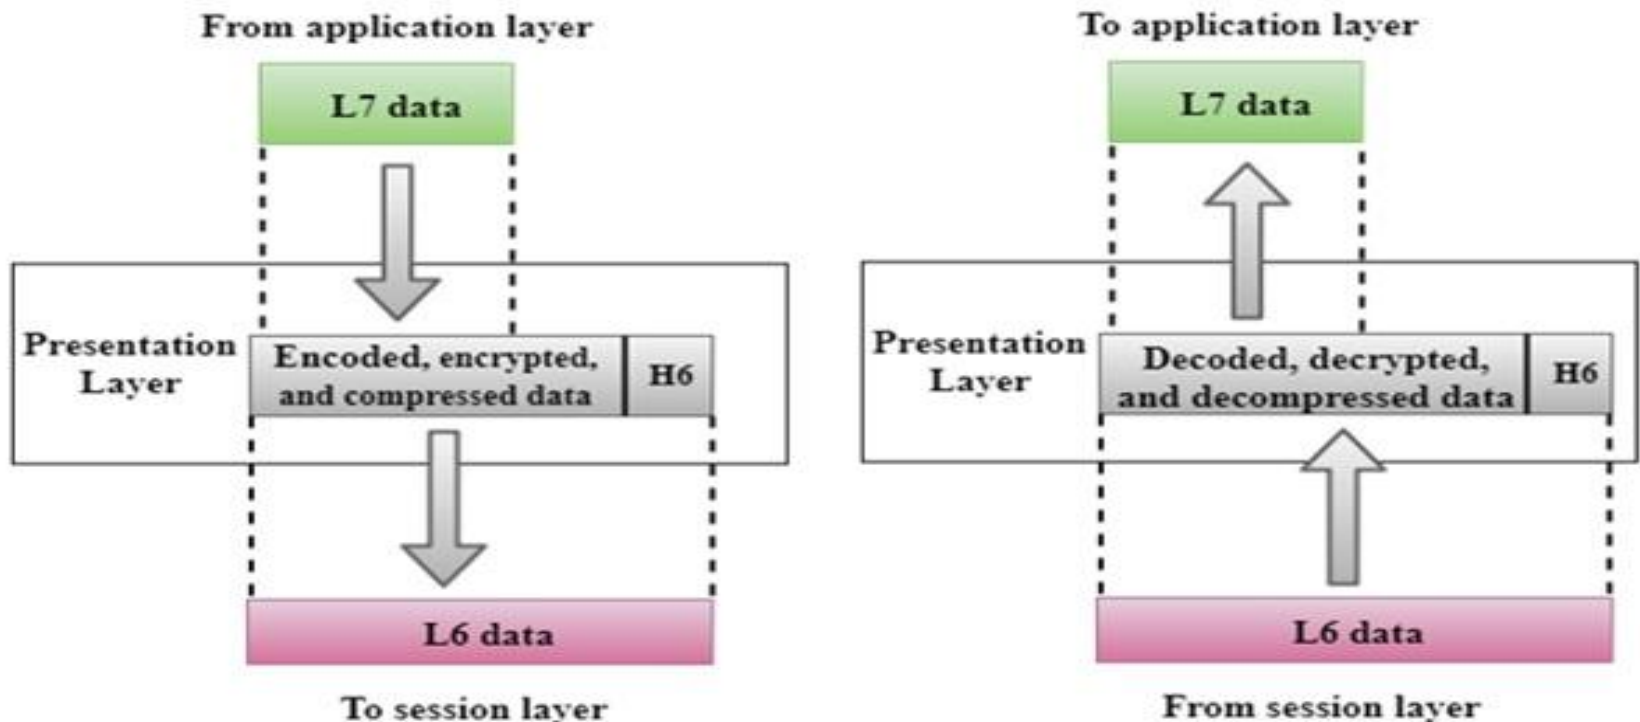 From application layer
L7 data
Presentation
Layer
Encoded, encrypted,
and compressed data
H6
L6 data
To session layer
To application layer
L7 data
Presentation
Layer
Decoded, decrypted,
and decompressed data
H6
L6 data
From session layer